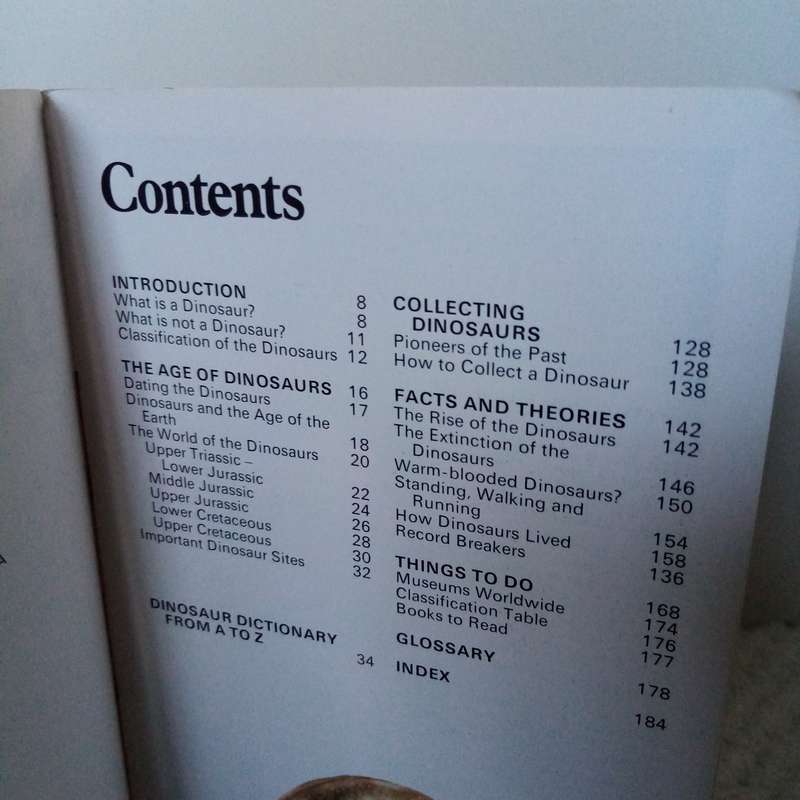 Contents
INTRODUCTION 8
What is a Dinosaur? 8
What is not a Dinosaur? 11
Classification of the Dinosaurs 12
THE AGE OF DINOSAURS 16
Dating the Dinosaurs 17
Dinosaurs and the Age of the
Earth 18
The World of the Dinosaurs 20
Upper Triassic –
Lower Jurassic 22
Middle Jurassic 24
Upper Jurassic 26
Lower Cretaceous 28
Upper Cretaceous 30
Important Dinosaur Sites 32
DINOSAUR DICTIONARY
FROM A TO Z 34
COLLECTING
DINOSAURS 128
Pioneers of the Past 128
How to Collect a Dinosaur 138
FACTS AND THEORIES 142
The Rise of the Dinosaurs 142
The Extinction of the
Dinosaurs 146
Warm-blooded Dinosaurs? 150
Standing, Walking and
Running 154
How Dinosaurs Lived 158
Record Breakers 136
THINGS TO DO 168
Museums Worldwide 174
Classification Table 176
Books to Read 177
GLOSSARY 178
INDEX 184